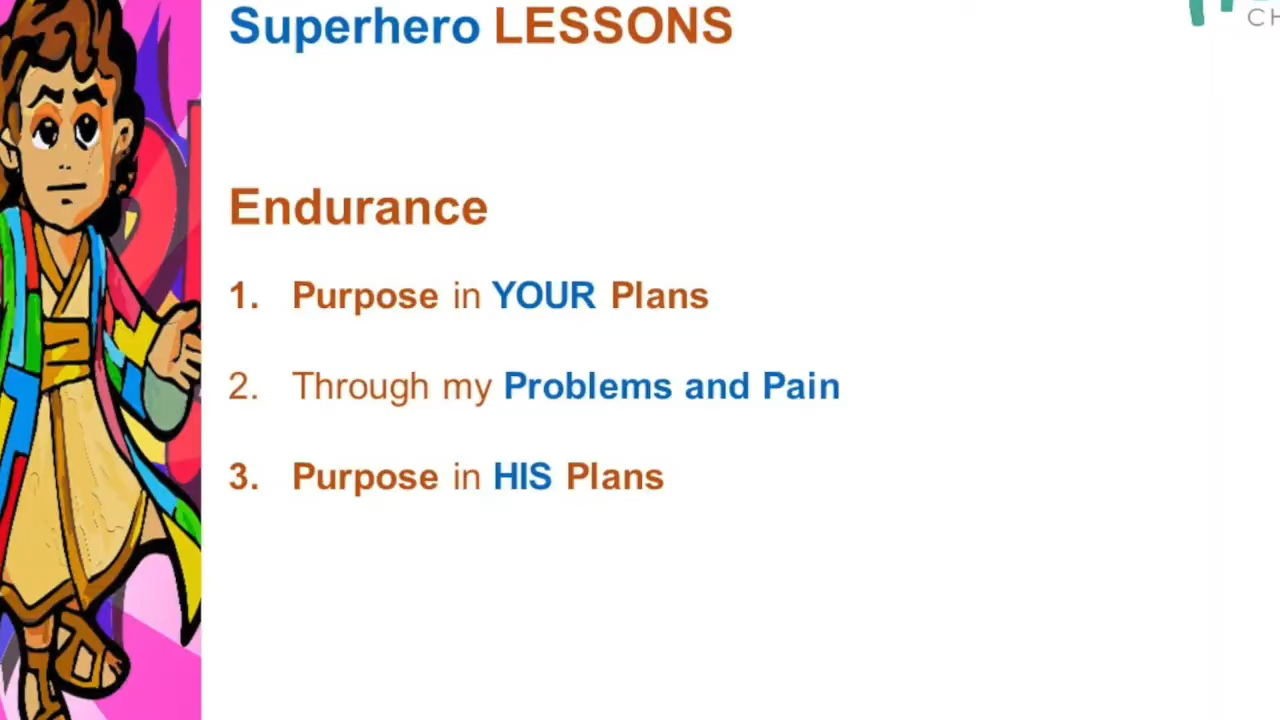 Superhero LESSONS
Endurance
1. Purpose in YOUR Plans
2. Through my Problems and Pain
3. Purpose in HIS Plans